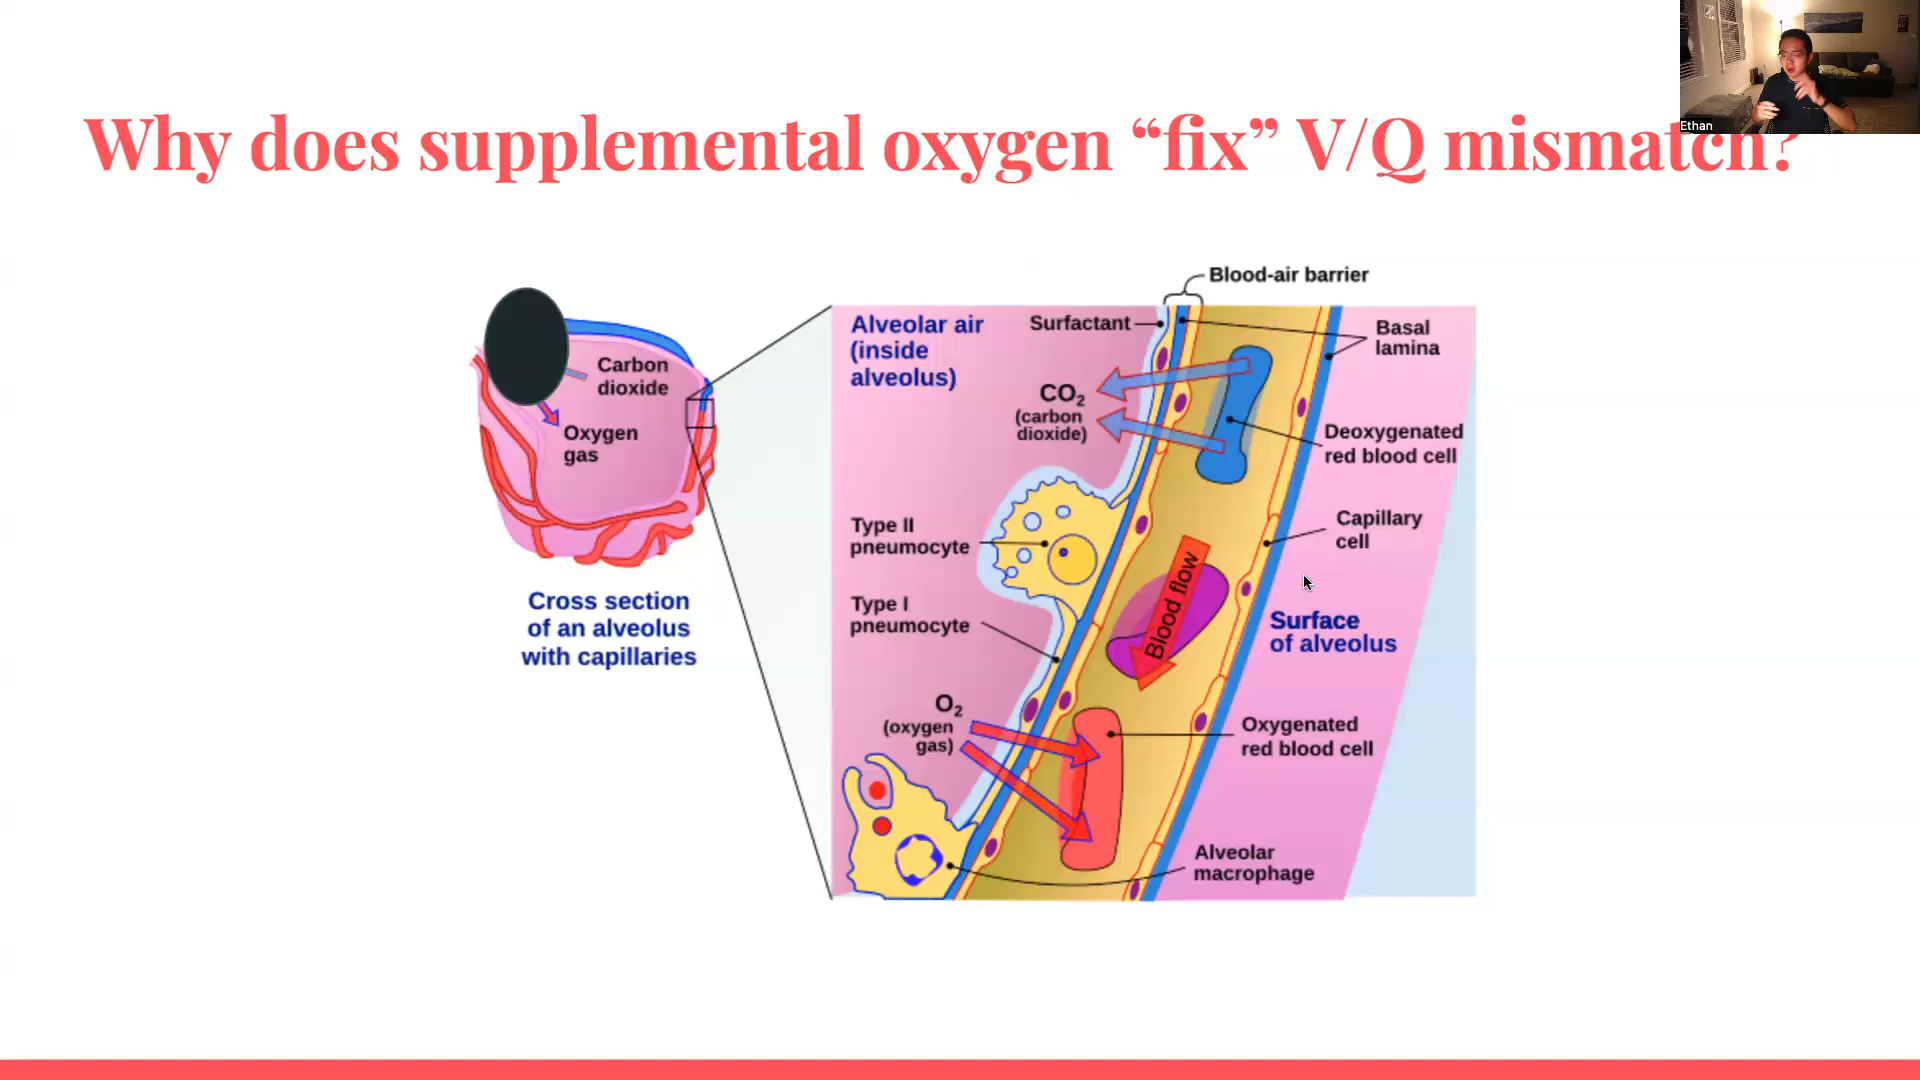 Why does supplemental oxygen “fix” V/Q mismatch?
Ethan
Carbon
dioxide
Oxygen
gas
Cross section
of an alveolus
with capillaries
Blood-air barrier
Alveolar air
(inside
alveolus)
Surfactant
Basal
lamina
CO₂
(carbon
dioxide)
Deoxygenated
red blood cell
Type II
pneumocyte
Capillary
cell
Type I
pneumocyte
Blood flow
Surface
of alveolus
O₂
(oxygen
gas)
Oxygenated
red blood cell
Alveolar
macrophage